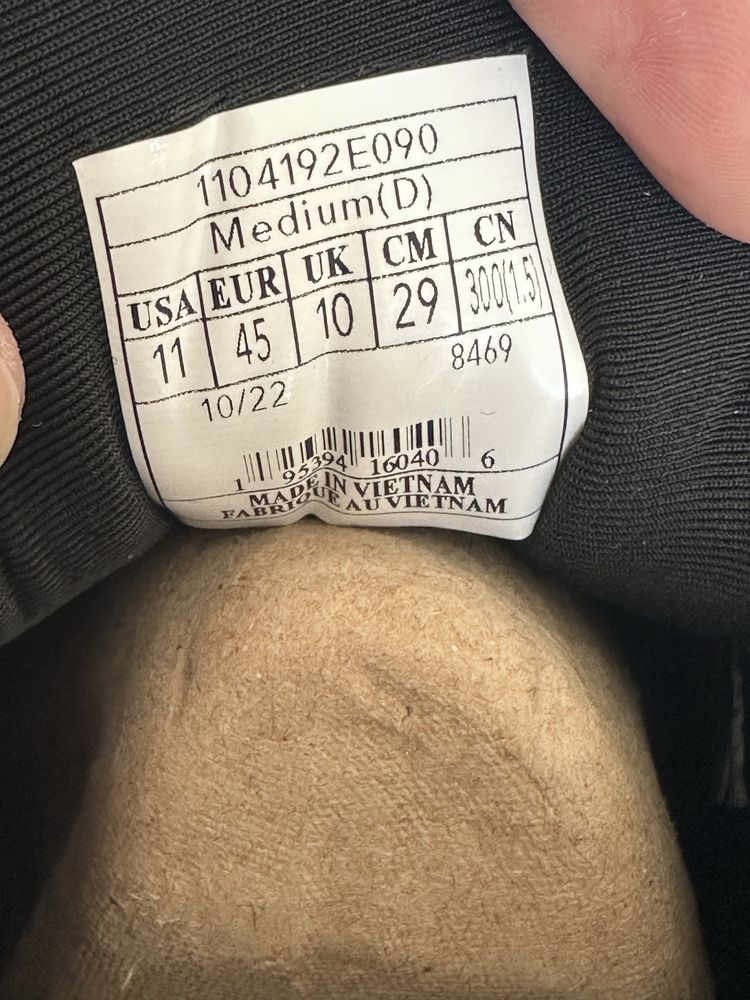 1104192E090
Medium(D)
USA EUR UK CM CN
11 45 10 29 300(1.5)
8469
10/22
1 95394 16040 6
MADE IN VIETNAM
FABRIQUE AU VIETNAM